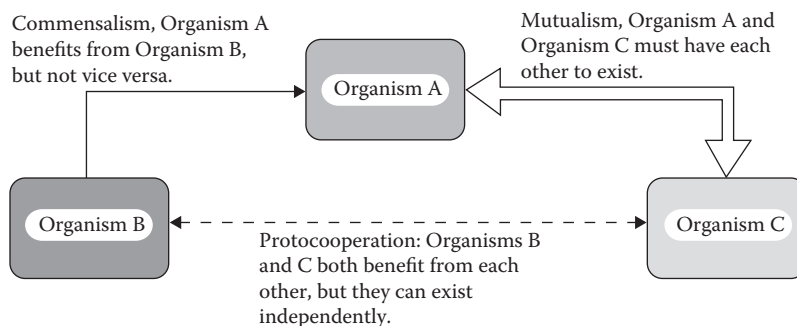 Commensalism, Organism A
benefits from Organism B,
but not vice versa.
Mutualism, Organism A and
Organism C must have each
other to exist.
Organism A
Organism B
Organism C
Protocooperation: Organisms B
and C both benefit from each
other, but they can exist
independently.